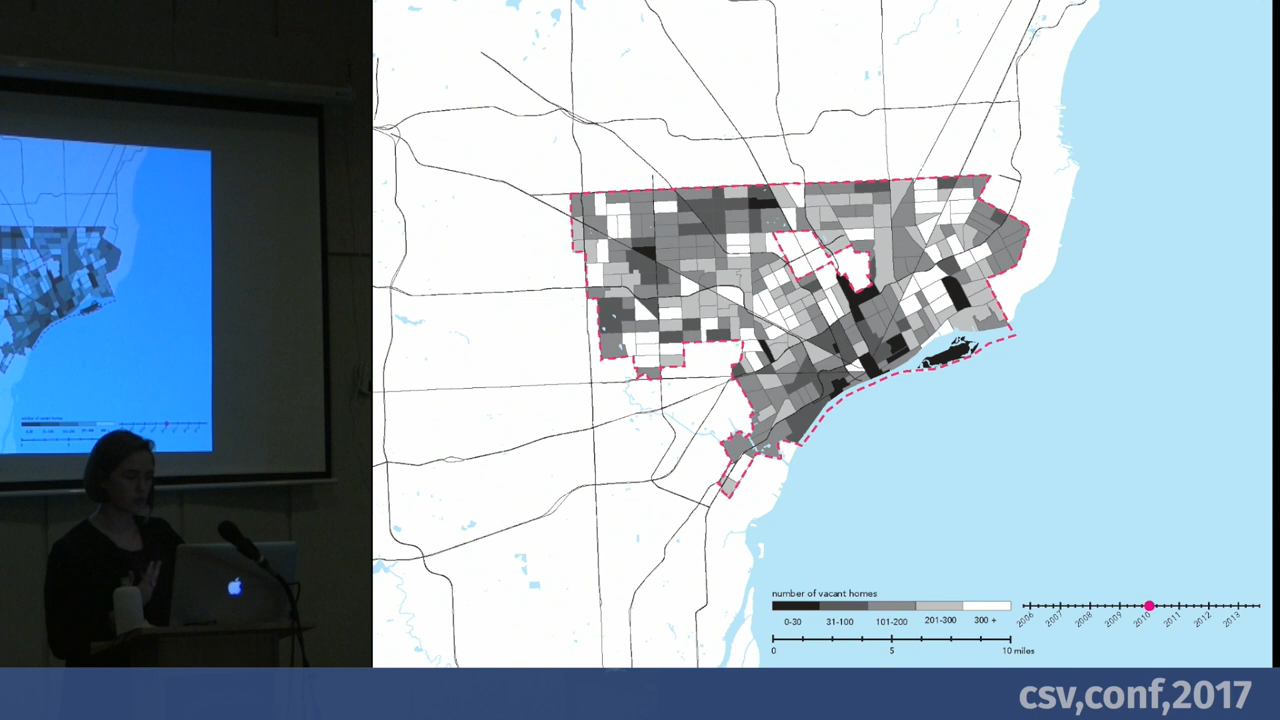 number of vacant homes
0-30 31-100 101-200 201-300 300 +
0 5 10 miles
2006 2007 2008 2009 2010 2011 2012 2013
csv,conf,2017